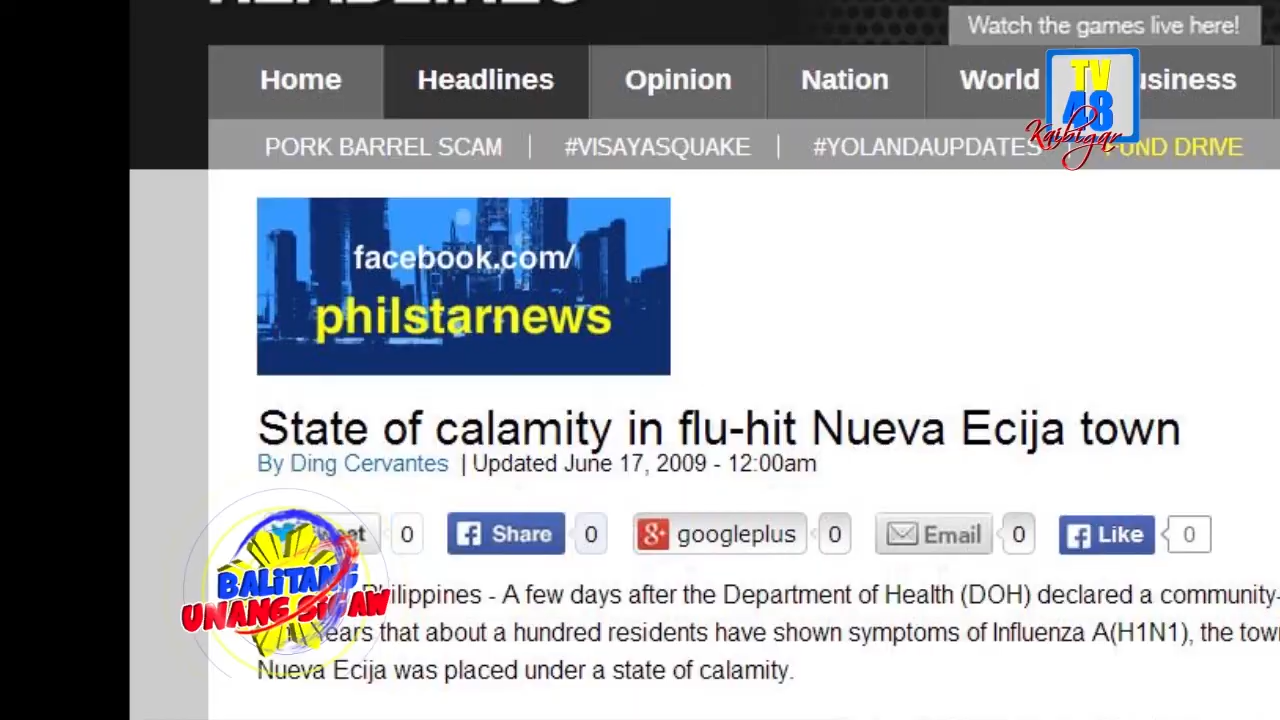 Watch the games live here!
Home Headlines Opinion Nation World usiness
TV
48
Kaibigan
PORK BARREL SCAM | #VISAYASQUAKE | #YOLANDAUPDATES FUND DRIVE
facebook.com/
philstarnews
State of calamity in flu-hit Nueva Ecija town
By Ding Cervantes | Updated June 17, 2009 - 12:00am
0 Share 0 googleplus 0 Email 0 Like 0
BALiTANG
UNANG SIGAW
Philippines - A few days after the Department of Health (DOH) declared a community-
that about a hundred residents have shown symptoms of Influenza A(H1N1), the
Nueva Ecija was placed under a state of calamity.